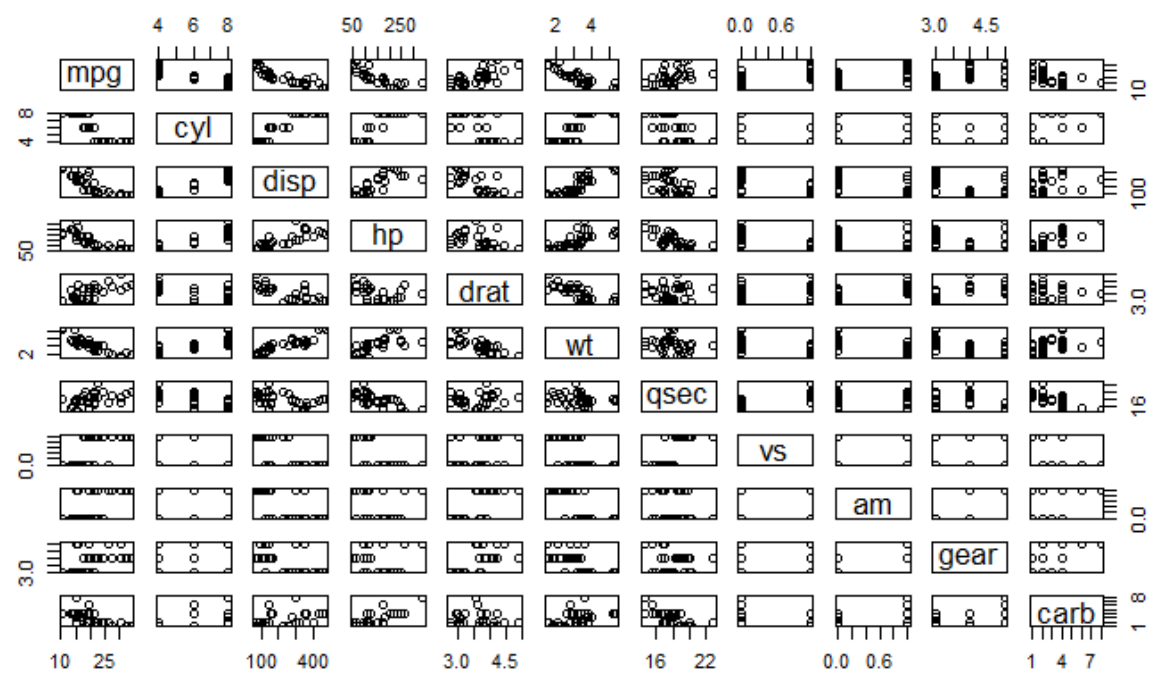 4 6 8 50 250 2 4 0.0 0.6 3.0 4.5
mpg 10
4 8 cyl
disp 100
50 hp
drat 3.0
2 wt
qsec 16
0.0 vs
am 0.0
3.0 gear
carb 1 8
10 25 100 400 3.0 4.5 16 22 0.0 0.6 1 4 7